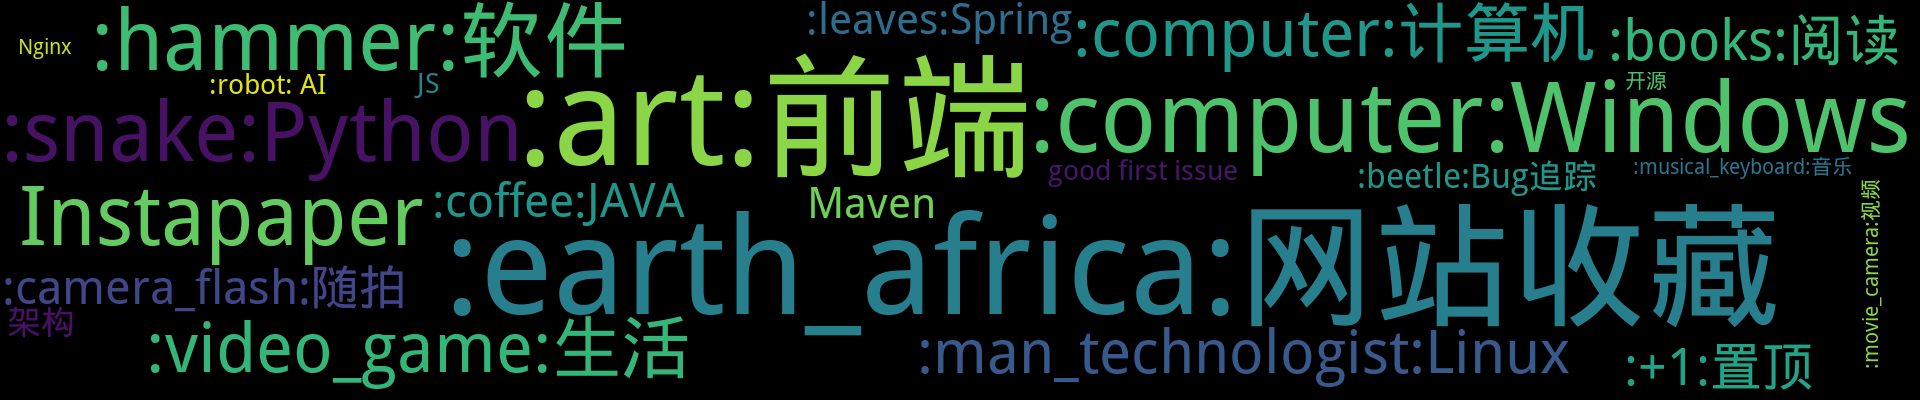 :leaves:Spring
:hammer:软件
:computer:计算机
:books:阅读
Nginx
:robot: AI
JS
开源
:art:前端
:computer:Windows
:snake:Python
good first issue
:beetle:Bug追踪
:musical_keyboard:音乐
Instapaper
:coffee:JAVA
Maven
:movie_camera:视频
:earth_africa:网站收藏
:camera_flash:随拍
架构
:video_game:生活
:man_technologist:Linux
:+1:置顶